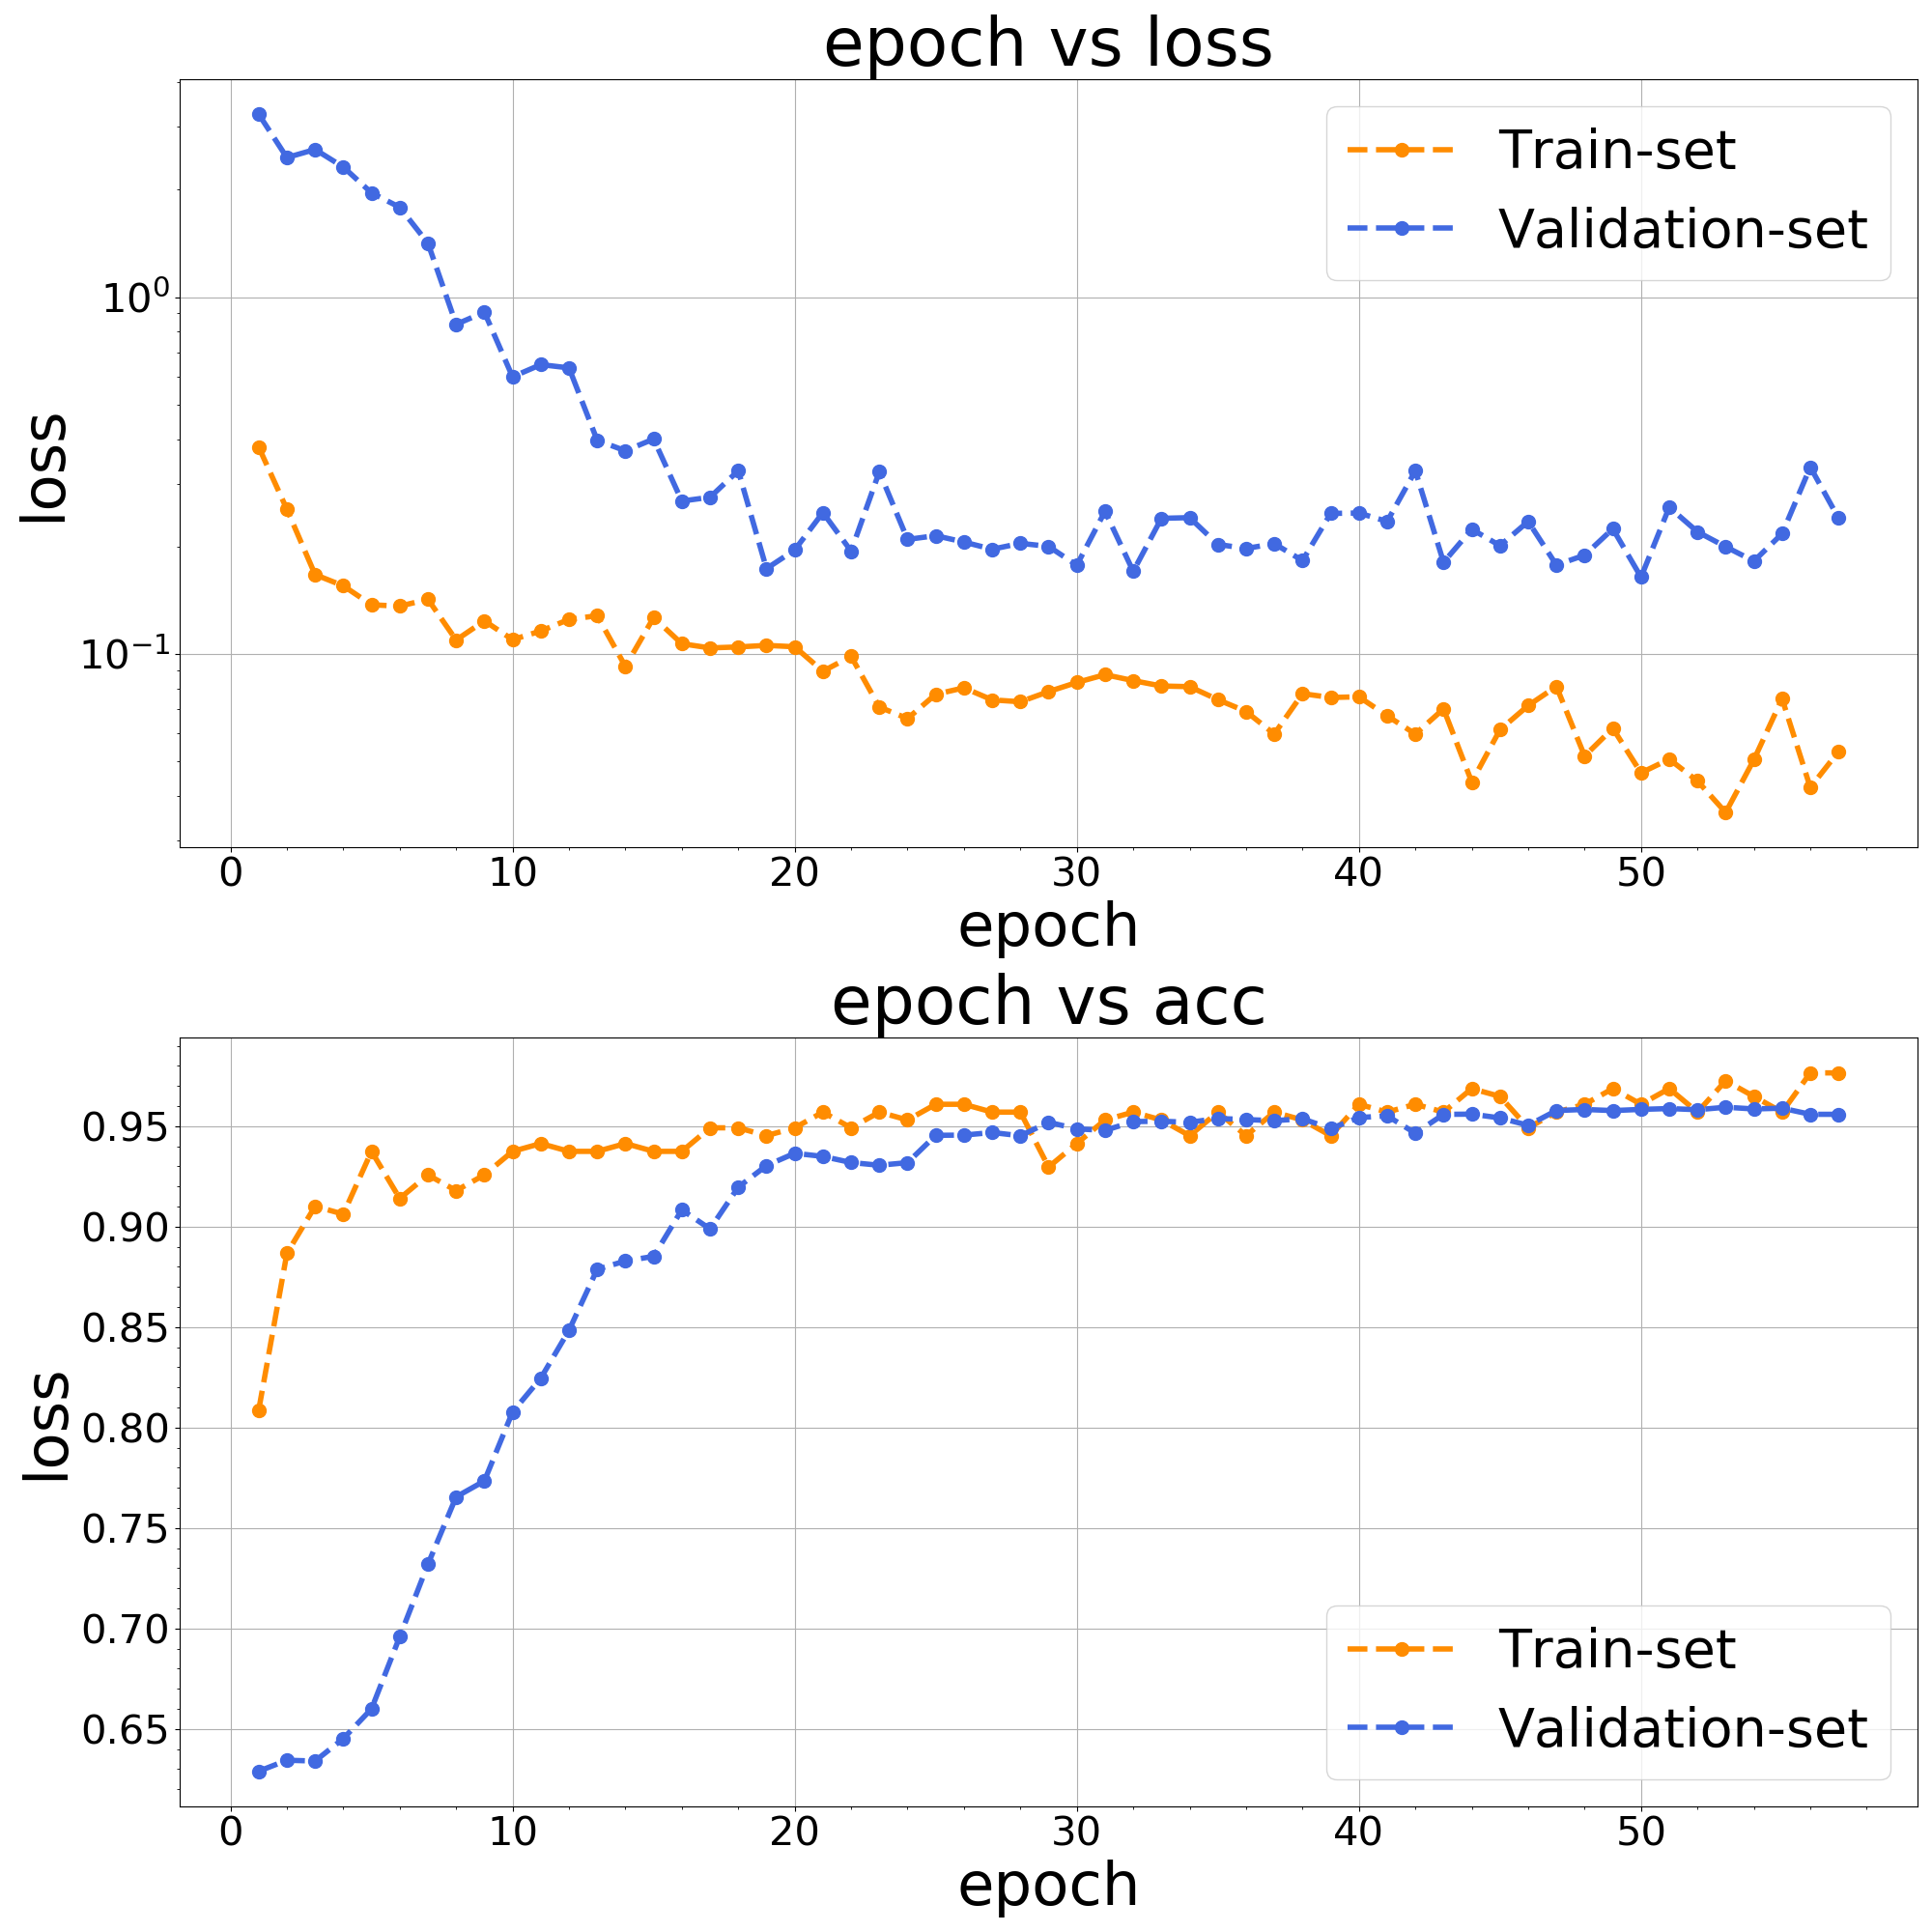 epoch vs loss
Train-set
Validation-set
10⁰
10⁻¹
loss
0 10 20 30 40 50
epoch
epoch vs acc
0.95
0.90
0.85
0.80
0.75
0.70
0.65
loss
Train-set
Validation-set
0 10 20 30 40 50
epoch